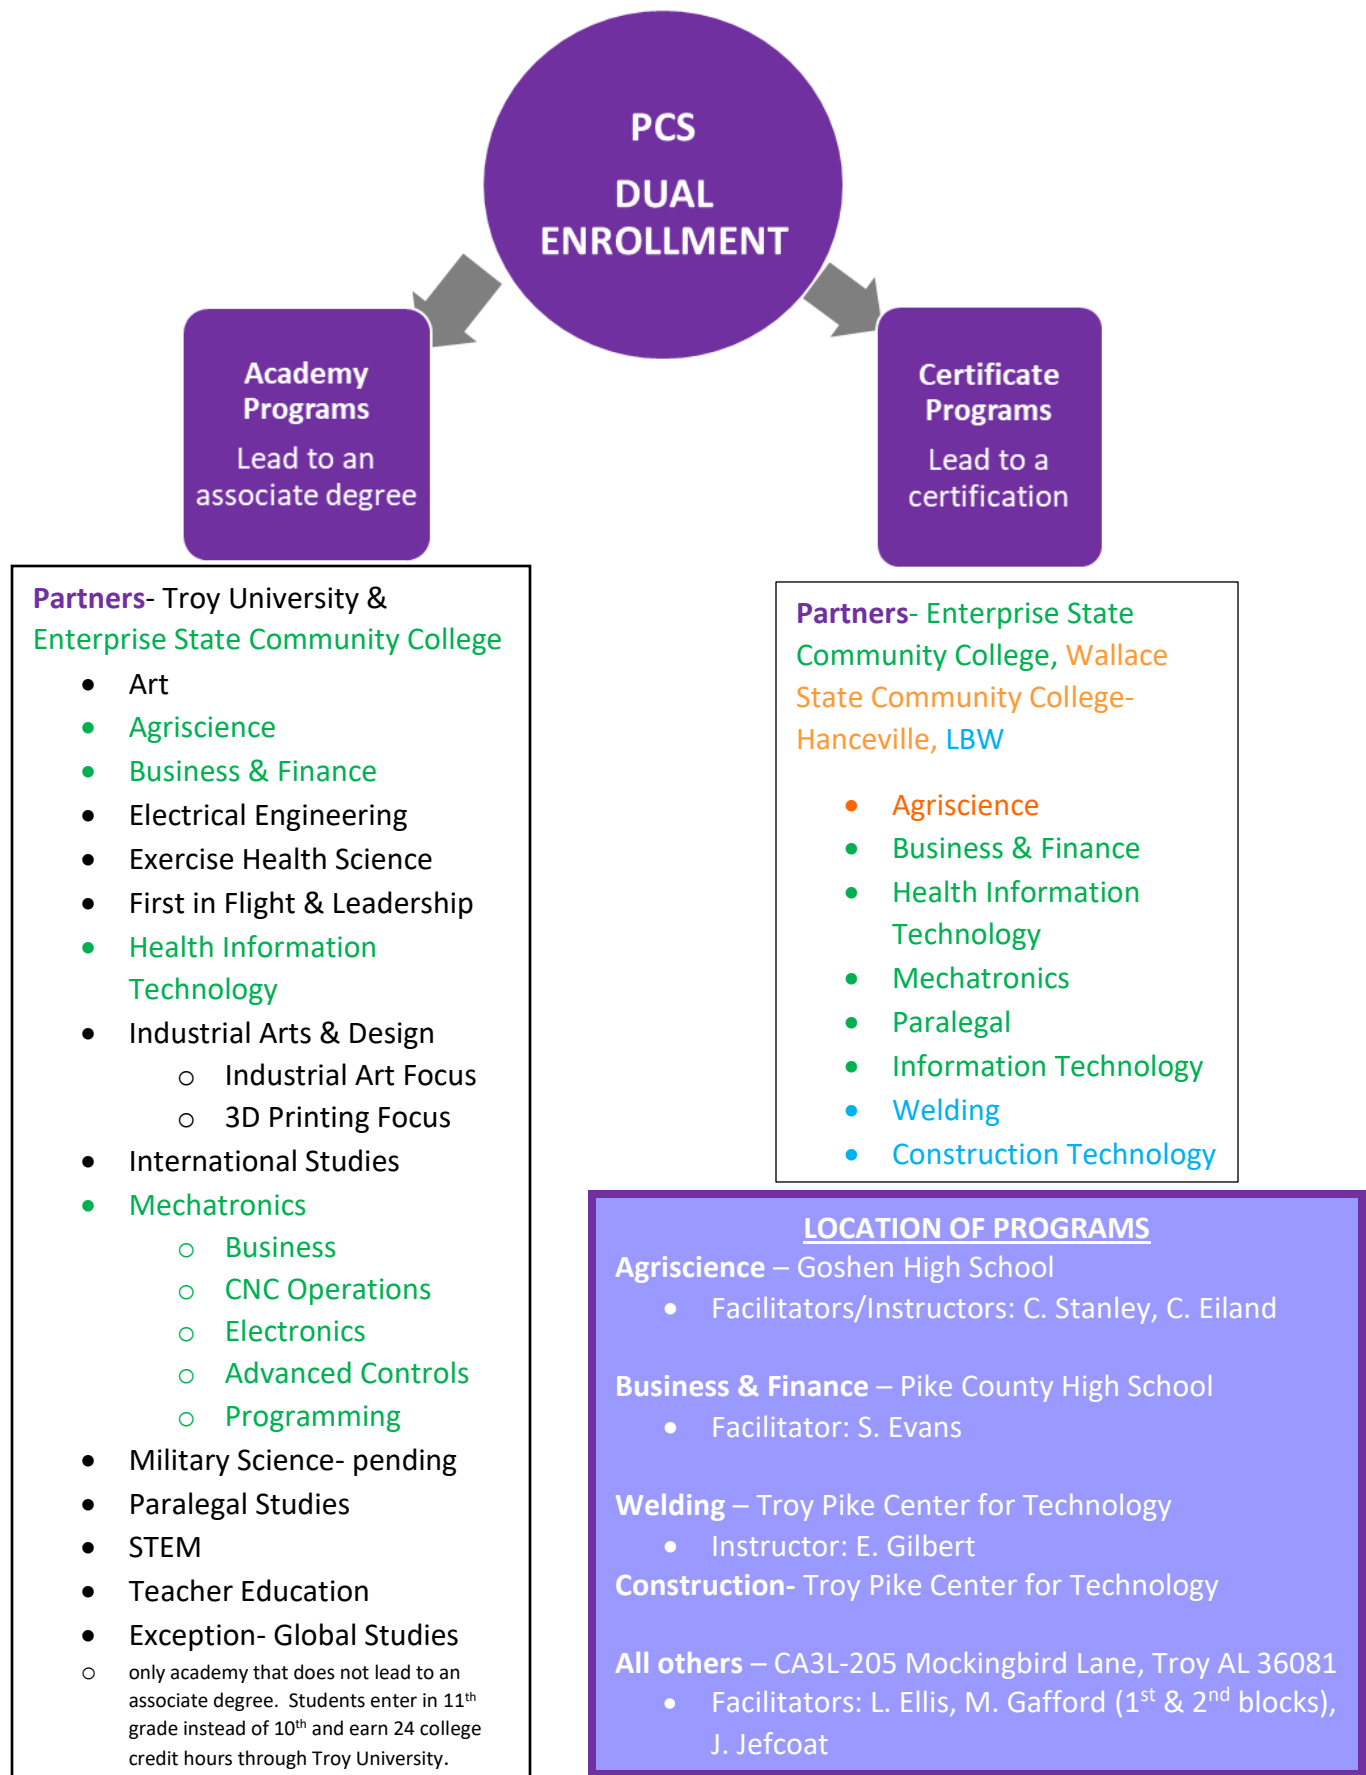 PCS
DUAL
ENROLLMENT
Academy
Programs
Lead to an
associate degree
Certificate
Programs
Lead to a
certification
Partners- Troy University &
Enterprise State Community College
• Art
• Agriscience
• Business & Finance
• Electrical Engineering
• Exercise Health Science
• First in Flight & Leadership
• Health Information
Technology
• Industrial Arts & Design
o Industrial Art Focus
o 3D Printing Focus
• International Studies
• Mechatronics
o Business
o CNC Operations
o Electronics
o Advanced Controls
o Programming
• Military Science- pending
• Paralegal Studies
• STEM
• Teacher Education
• Exception- Global Studies
o only academy that does not lead to an
associate degree. Students enter in 11th
grade instead of 10th and earn 24 college
credit hours through Troy University.
Partners- Enterprise State
Community College, Wallace
State Community College-
Hanceville, LBW
• Agriscience
• Business & Finance
• Health Information
Technology
• Mechatronics
• Paralegal
• Information Technology
• Welding
• Construction Technology
LOCATION OF PROGRAMS
Agriscience – Goshen High School
• Facilitators/Instructors: C. Stanley, C. Eiland
Business & Finance – Pike County High School
• Facilitator: S. Evans
Welding – Troy Pike Center for Technology
• Instructor: E. Gilbert
Construction- Troy Pike Center for Technology
All others – CA3L-205 Mockingbird Lane, Troy AL 36081
• Facilitators: L. Ellis, M. Gafford (1st & 2nd blocks),
J. Jefcoat